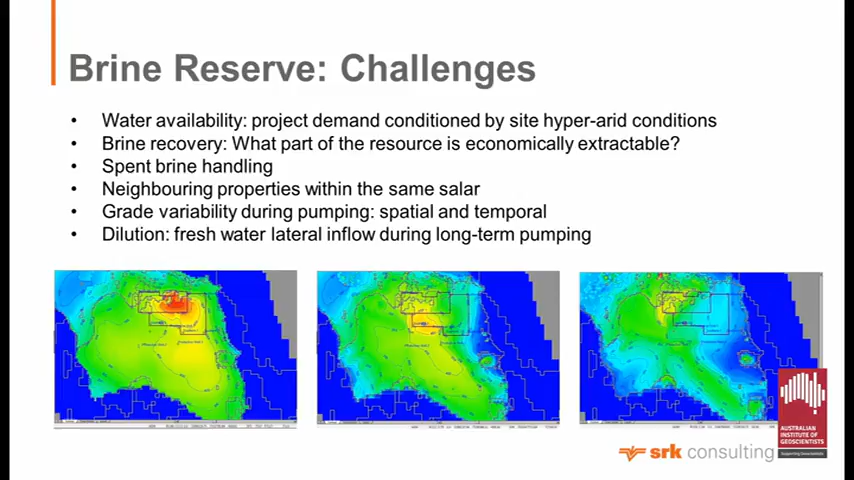 Brine Reserve: Challenges
• Water availability: project demand conditioned by site hyper-arid conditions
• Brine recovery: What part of the resource is economically extractable?
• Spent brine handling
• Neighbouring properties within the same salar
• Grade variability during pumping: spatial and temporal
• Dilution: fresh water lateral inflow during long-term pumping
AUSTRALIAN
INSTITUTE OF
GEOSCIENTISTS
Supporting Geoscientists
srk consulting